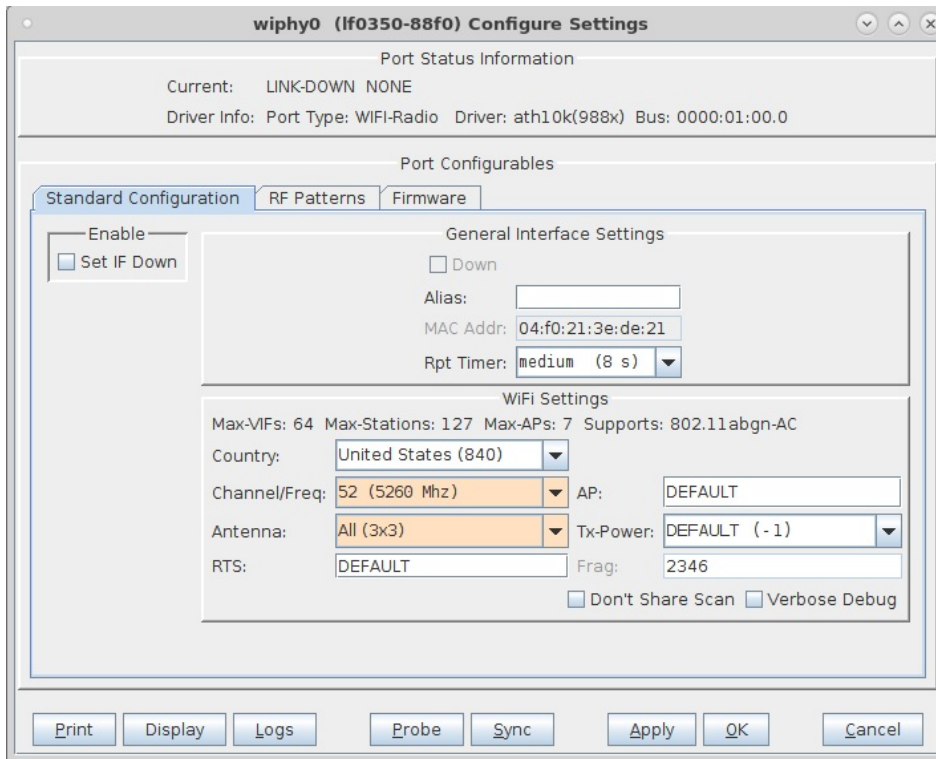 wiphy0 (lf0350-88f0) Configure Settings
Port Status Information
Current: LINK-DOWN NONE
Driver Info: Port Type: WIFI-Radio Driver: ath10k(988x) Bus: 0000:01:00.0
Port Configurables
Standard Configuration RF Patterns Firmware
Enable
Set IF Down
General Interface Settings
Down
Alias:
MAC Addr: 04:f0:21:3e:de:21
Rpt Timer: medium (8 s)
WiFi Settings
Max-VIFs: 64 Max-Stations: 127 Max-APs: 7 Supports: 802.11abgn-AC
Country: United States (840)
Channel/Freq: 52 (5260 Mhz) AP: DEFAULT
Antenna: All (3x3) Tx-Power: DEFAULT (-1)
RTS: DEFAULT Frag: 2346
Don't Share Scan Verbose Debug
Print Display Logs Probe Sync Apply OK Cancel